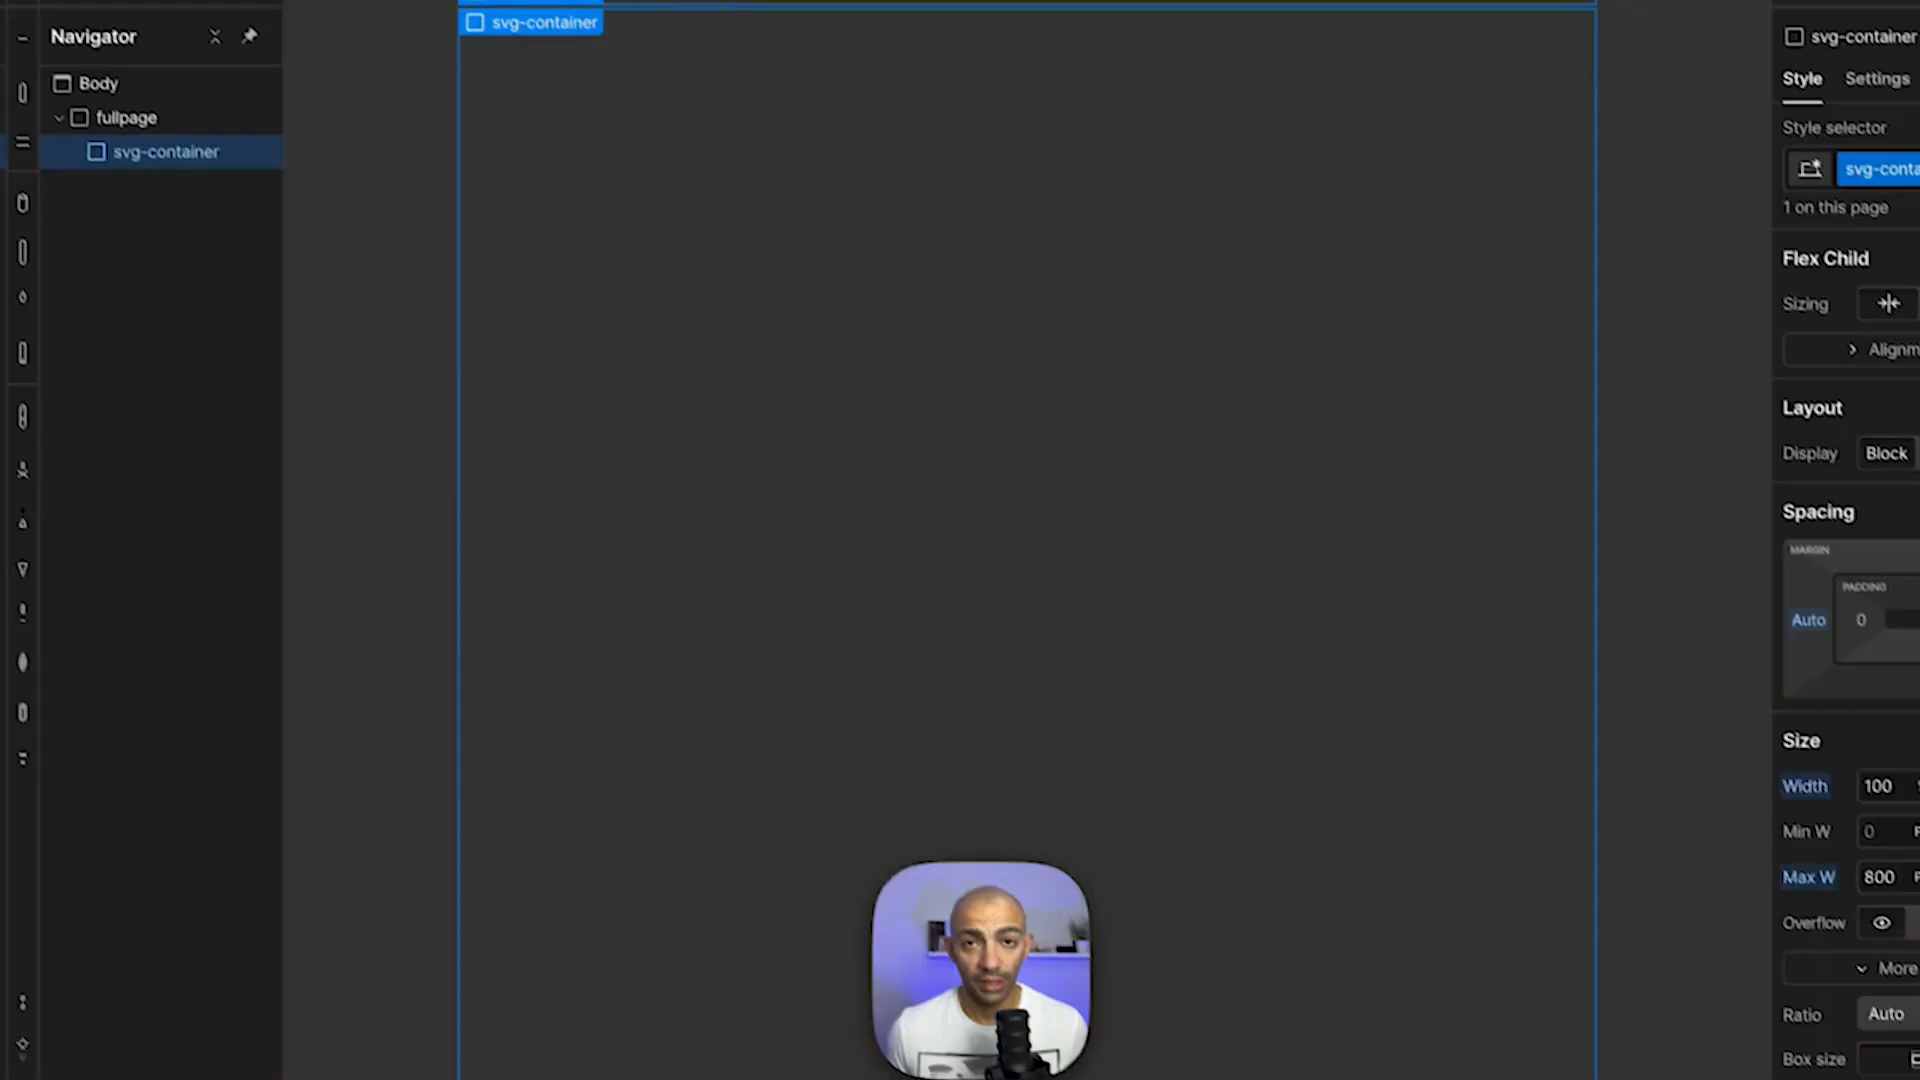 Navigator
Body
fullpage
svg-container
svg-container
svg-container
Style Settings
Style selector
svg-conta
1 on this page
Flex Child
Sizing
Alignm
Layout
Display Block
Spacing
MARGIN
PADDING
Auto 0
Size
Width 100
Min W 0 P
Max W 800 P
Overflow
More
Ratio Auto
Box size